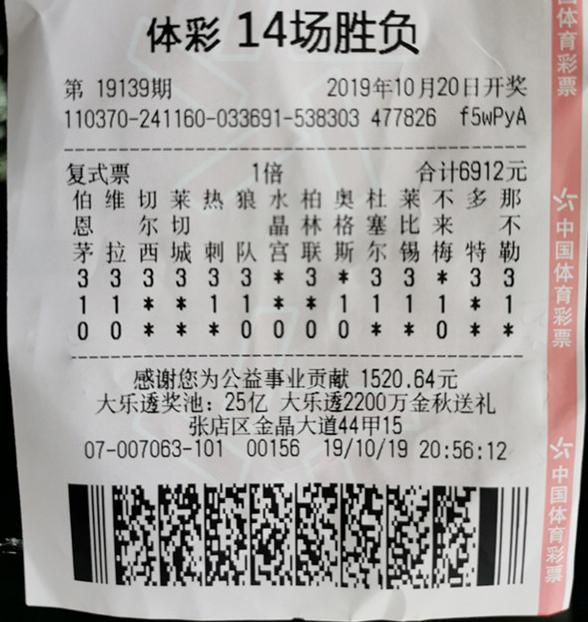 体彩 14场胜负
第 19139期 2019年10月20日开奖
110370-241160-033691-538303 477826 f5wPyA
复式票 1倍 合计6912元
伯 维 切 莱 热 狼 水 柏 奥 杜 莱 不 多 那
恩 尔 切 晶 林 格 塞 比 来 不
茅 拉 西 城 刺 队 宫 联 斯 尔 锡 梅 特 勒
3 3 3 3 3 3 * 3 * 3 3 * 3 3
1 1 * * 1 1 * * 1 1 1 1 * 1
0 0 * * * 0 0 0 0 * * 0 * *
感谢您为公益事业贡献 1520.64元
大乐透奖池：25亿 大乐透2200万金秋送礼
张店区金晶大道44甲15
07-007063-101 00156 19/10/19 20:56:12
国体育彩票
中国体育彩票
中国体育彩票